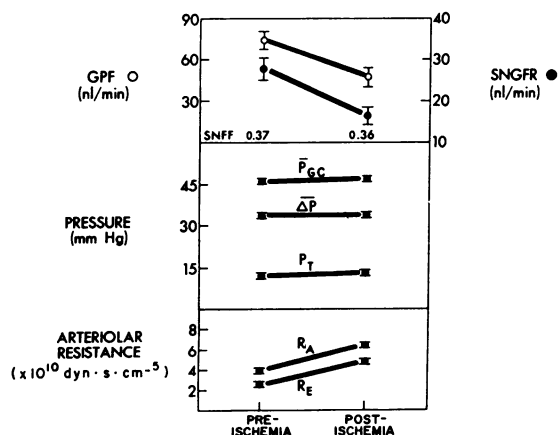 90
60
30
GPF ○
(nl/min)
40
30
20
10
SNGFR ●
(nl/min)
SNFF 0.37 0.36
P̄GC
ΔP̄
PT
45
30
15
PRESSURE
(mm Hg)
ARTERIOLAR
RESISTANCE
(x10¹⁰ dyn·s·cm⁻⁵)
8
6
4
2
RA
RE
PRE-
ISCHEMIA
POST-
ISCHEMIA